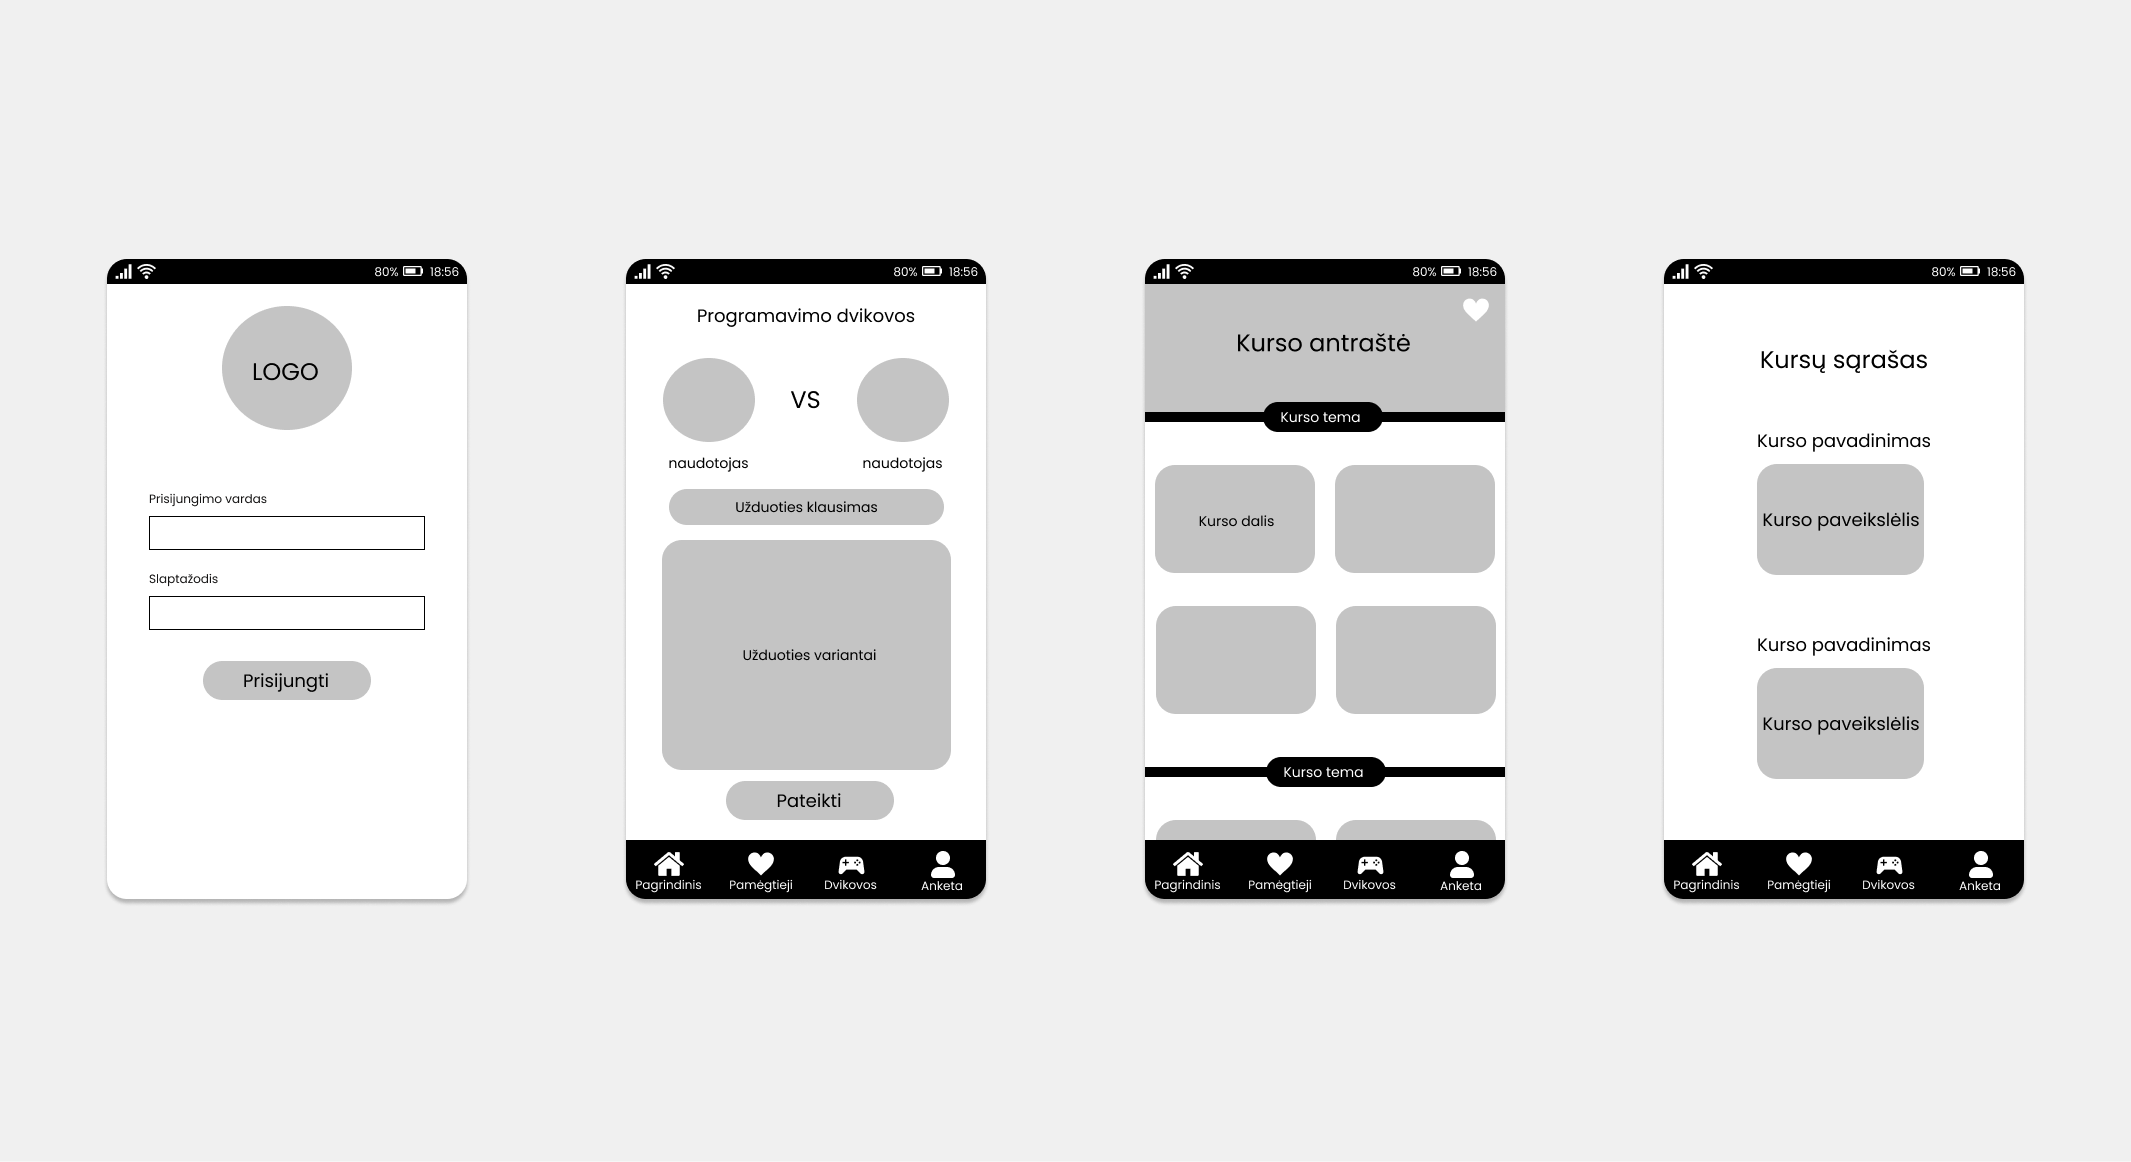 80% 18:56
LOGO
Prisijungimo vardas
Slaptažodis
Prisijungti
80% 18:56
Programavimo dvikovos
VS
naudotojas naudotojas
Užduoties klausimas
Užduoties variantai
Pateikti
Pagrindinis Pamėgtieji Dvikovos Anketa
80% 18:56
Kurso antraštė
Kurso tema
Kurso dalis
Kurso tema
Pagrindinis Pamėgtieji Dvikovos Anketa
80% 18:56
Kursų sąrašas
Kurso pavadinimas
Kurso paveikslėlis
Kurso pavadinimas
Kurso paveikslėlis
Pagrindinis Pamėgtieji Dvikovos Anketa